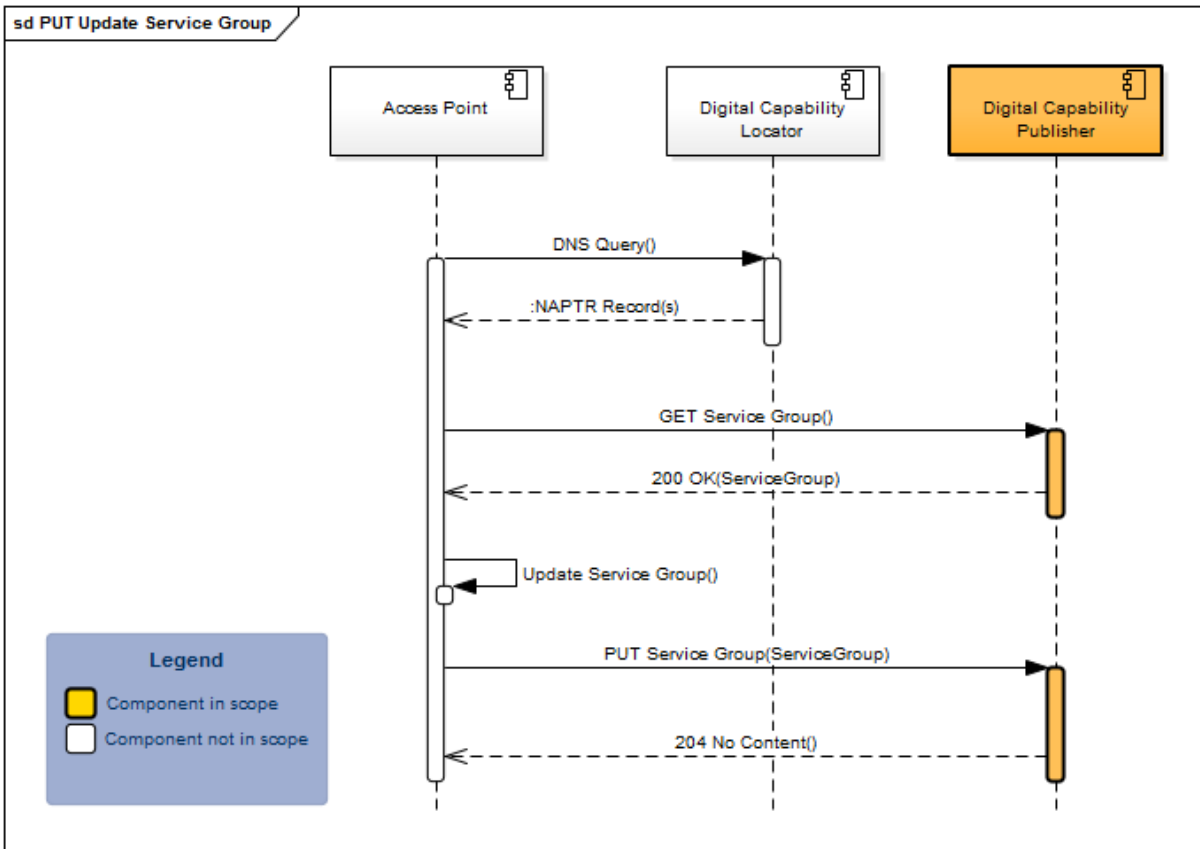 sd PUT Update Service Group
Access Point
Digital Capability
Locator
Digital Capability
Publisher
DNS Query()
:NAPTR Record(s)
GET Service Group()
200 OK(ServiceGroup)
Update Service Group()
PUT Service Group(ServiceGroup)
204 No Content()
Legend
Component in scope
Component not in scope